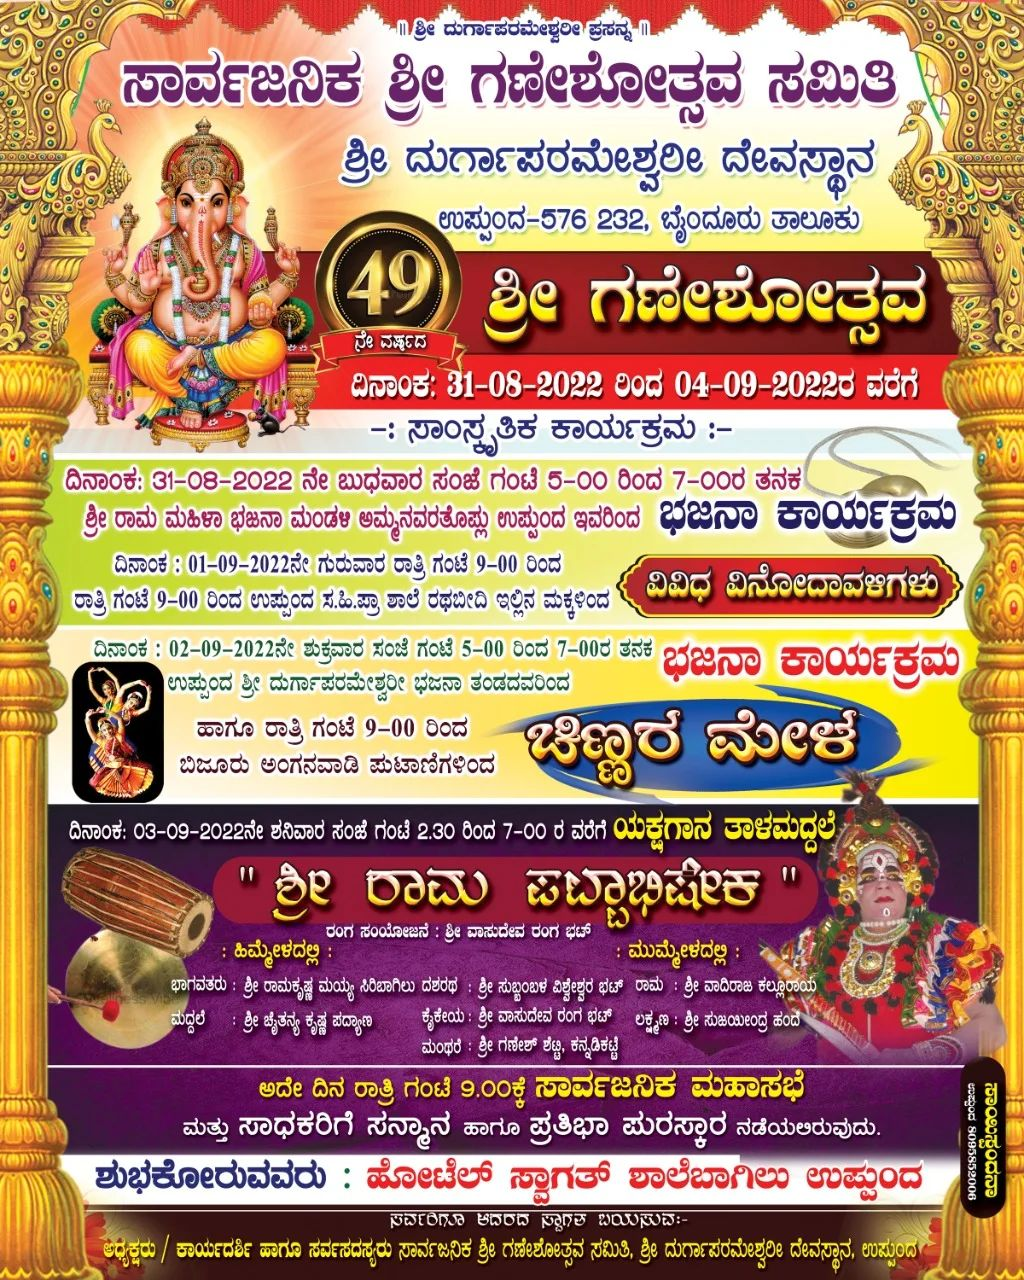 ॥ ಶ್ರೀ ದುರ್ಗಾಪರಮೇಶ್ವರೀ ಪ್ರಸನ್ನ ॥
ಸಾರ್ವಜನಿಕ ಶ್ರೀ ಗಣೇಶೋತ್ಸವ ಸಮಿತಿ
ಶ್ರೀ ದುರ್ಗಾಪರಮೇಶ್ವರೀ ದೇವಸ್ಥಾನ
ಉಪ್ಪುಂದ-576 232, ಬೈಂದೂರು ತಾಲೂಕು
49
ನೇ ವರ್ಷದ
ಶ್ರೀ ಗಣೇಶೋತ್ಸವ
ದಿನಾಂಕ: 31-08-2022 ರಿಂದ 04-09-2022ರ ವರೆಗೆ
-: ಸಾಂಸ್ಕೃತಿಕ ಕಾರ್ಯಕ್ರಮ :-
ದಿನಾಂಕ: 31-08-2022 ನೇ ಬುಧವಾರ ಸಂಜೆ ಗಂಟೆ 5-00 ರಿಂದ 7-00ರ ತನಕ
ಶ್ರೀ ರಾಮ ಮಹಿಳಾ ಭಜನಾ ಮಂಡಳಿ ಅಮ್ಮನವರತೊಪ್ಲು ಉಪ್ಪುಂದ ಇವರಿಂದ ಭಜನಾ ಕಾರ್ಯಕ್ರಮ
ದಿನಾಂಕ : 01-09-2022ನೇ ಗುರುವಾರ ರಾತ್ರಿ ಗಂಟೆ 9-00 ರಿಂದ
ರಾತ್ರಿ ಗಂಟೆ 9-00 ರಿಂದ ಉಪ್ಪುಂದ ಸ.ಹಿ.ಪ್ರಾ ಶಾಲೆ ರಥಬೀದಿ ಇಲ್ಲಿನ ಮಕ್ಕಳಿಂದ
ವಿವಿಧ ವಿನೋದಾವಳಿಗಳು
ದಿನಾಂಕ : 02-09-2022ನೇ ಶುಕ್ರವಾರ ಸಂಜೆ ಗಂಟೆ 5-00 ರಿಂದ 7-00ರ ತನಕ
ಉಪ್ಪುಂದ ಶ್ರೀ ದುರ್ಗಾಪರಮೇಶ್ವರೀ ಭಜನಾ ತಂಡದವರಿಂದ
ಭಜನಾ ಕಾರ್ಯಕ್ರಮ
ಹಾಗೂ ರಾತ್ರಿ ಗಂಟೆ 9-00 ರಿಂದ
ಬಿಜೂರು ಅಂಗನವಾಡಿ ಪುಟಾಣಿಗಳಿಂದ
ಚಿಣ್ಣರ ಮೇಳ
ದಿನಾಂಕ: 03-09-2022ನೇ ಶನಿವಾರ ಸಂಜೆ ಗಂಟೆ 2.30 ರಿಂದ 7-00 ರ ವರೆಗೆ ಯಕ್ಷಗಾನ ತಾಳಮದ್ದಲೆ
" ಶ್ರೀ ರಾಮ ಪಟ್ಟಾಭಿಷೇಕ "
ರಂಗ ಸಂಯೋಜನೆ : ಶ್ರೀ ವಾಸುದೇವ ರಂಗ ಭಟ್
: ಹಿಮ್ಮೇಳದಲ್ಲಿ : : ಮುಮ್ಮೇಳದಲ್ಲಿ :
ಭಾಗವತರು : ಶ್ರೀ ರಾಮಕೃಷ್ಣ ಮಯ್ಯ ಸಿರಿಬಾಗಿಲು ದಶರಥ : ಶ್ರೀ ಸುಬ್ಬಂಬಳ ವಿಶ್ವೇಶ್ವರ ಭಟ್ ರಾಮ : ಶ್ರೀ ವಾದಿರಾಜ ಕಲ್ಲೂರಾಯ
ಮದ್ದಲೆ : ಶ್ರೀ ಚೈತನ್ಯ ಕೃಷ್ಣ ಪದ್ಯಾಣ ಕೈಕೇಯಿ : ಶ್ರೀ ವಾಸುದೇವ ರಂಗ ಭಟ್ ಲಕ್ಷ್ಮಣ : ಶ್ರೀ ಸುಜಯೀಂದ್ರ ಹಂದೆ
ಮಂಥರೆ : ಶ್ರೀ ಗಣೇಶ್ ಶೆಟ್ಟಿ, ಕನ್ನಡಿಕಟ್ಟೆ
ಅದೇ ದಿನ ರಾತ್ರಿ ಗಂಟೆ 9.00ಕ್ಕೆ ಸಾರ್ವಜನಿಕ ಮಹಾಸಭೆ
ಮತ್ತು ಸಾಧಕರಿಗೆ ಸನ್ಮಾನ ಹಾಗೂ ಪ್ರತಿಭಾ ಪುರಸ್ಕಾರ ನಡೆಯಲಿರುವುದು.
ಶುಭಕೋರುವವರು : ಹೋಟೆಲ್ ಸ್ವಾಗತ್ ಶಾಲೆಬಾಗಿಲು ಉಪ್ಪುಂದ
ಸರ್ವರಿಗೂ ಆದರದ ಸ್ವಾಗತ ಬಯಸುವ:-
ಅಧ್ಯಕ್ಷರು / ಕಾರ್ಯದರ್ಶಿ ಹಾಗೂ ಸರ್ವಸದಸ್ಯರು ಸಾರ್ವಜನಿಕ ಶ್ರೀ ಗಣೇಶೋತ್ಸವ ಸಮಿತಿ, ಶ್ರೀ ದುರ್ಗಾಪರಮೇಶ್ವರೀ ದೇವಸ್ಥಾನ, ಉಪ್ಪುಂದ
ಉಪ್ಪುಂದ